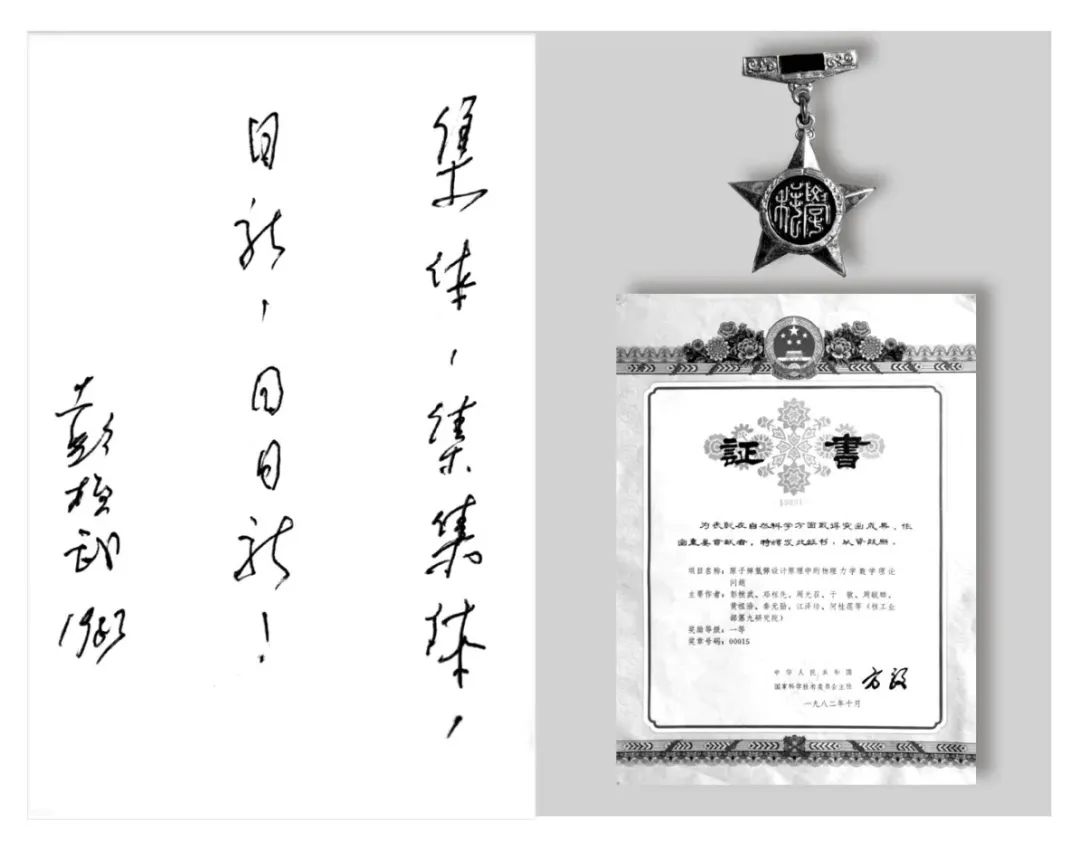 集体，集集体，
日新，日日新！
彭桓武
証書
为表彰在自然科学方面取得突出成果、作
出重要贡献者，特颁发此证书，以资鼓励。
项目名称：原子弹氢弹设计原理中的物理力学数学理论
问题
主要作者：彭桓武、邓稼先、周光召、于 敏、周毓麟、
黄祖洽、秦元勋、江泽培、何桂莲等（核工业
部第九研究院）
奖励等级：一等
奖章号码：00015
中华人民共和国
国家科学技术委员会主任 方毅
一九八二年十月